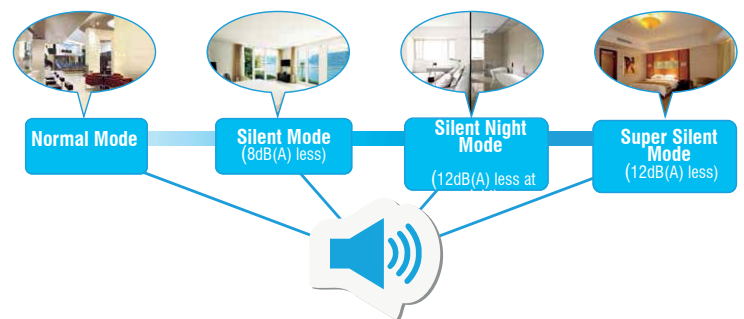 Normal Mode
Silent Mode
(8dB(A) less)
Silent Night
Mode
(12dB(A) less at
Super Silent
Mode
(12dB(A) less)